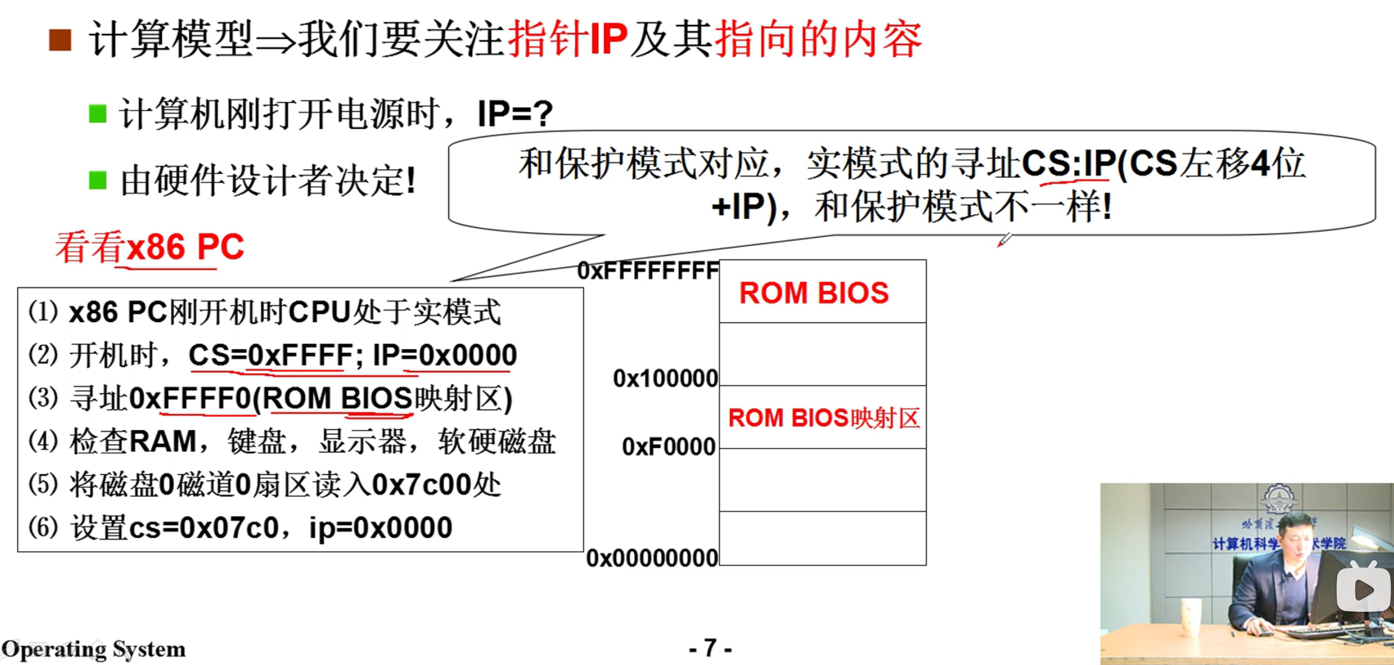 计算模型⇒我们要关注指针IP及其指向的内容
计算机刚打开电源时，IP=?
由硬件设计者决定!
和保护模式对应，实模式的寻址CS:IP(CS左移4位
+IP)，和保护模式不一样!
看看x86 PC
⑴ x86 PC刚开机时CPU处于实模式
⑵ 开机时，CS=0xFFFF; IP=0x0000
⑶ 寻址0xFFFF0(ROM BIOS映射区)
⑷ 检查RAM，键盘，显示器，软硬磁盘
⑸ 将磁盘0磁道0扇区读入0x7c00处
⑹ 设置cs=0x07c0，ip=0x0000
0xFFFFFFFF
ROM BIOS
0x100000
ROM BIOS映射区
0xF0000
0x00000000
计算机科学 术学院
Operating System
- 7 -